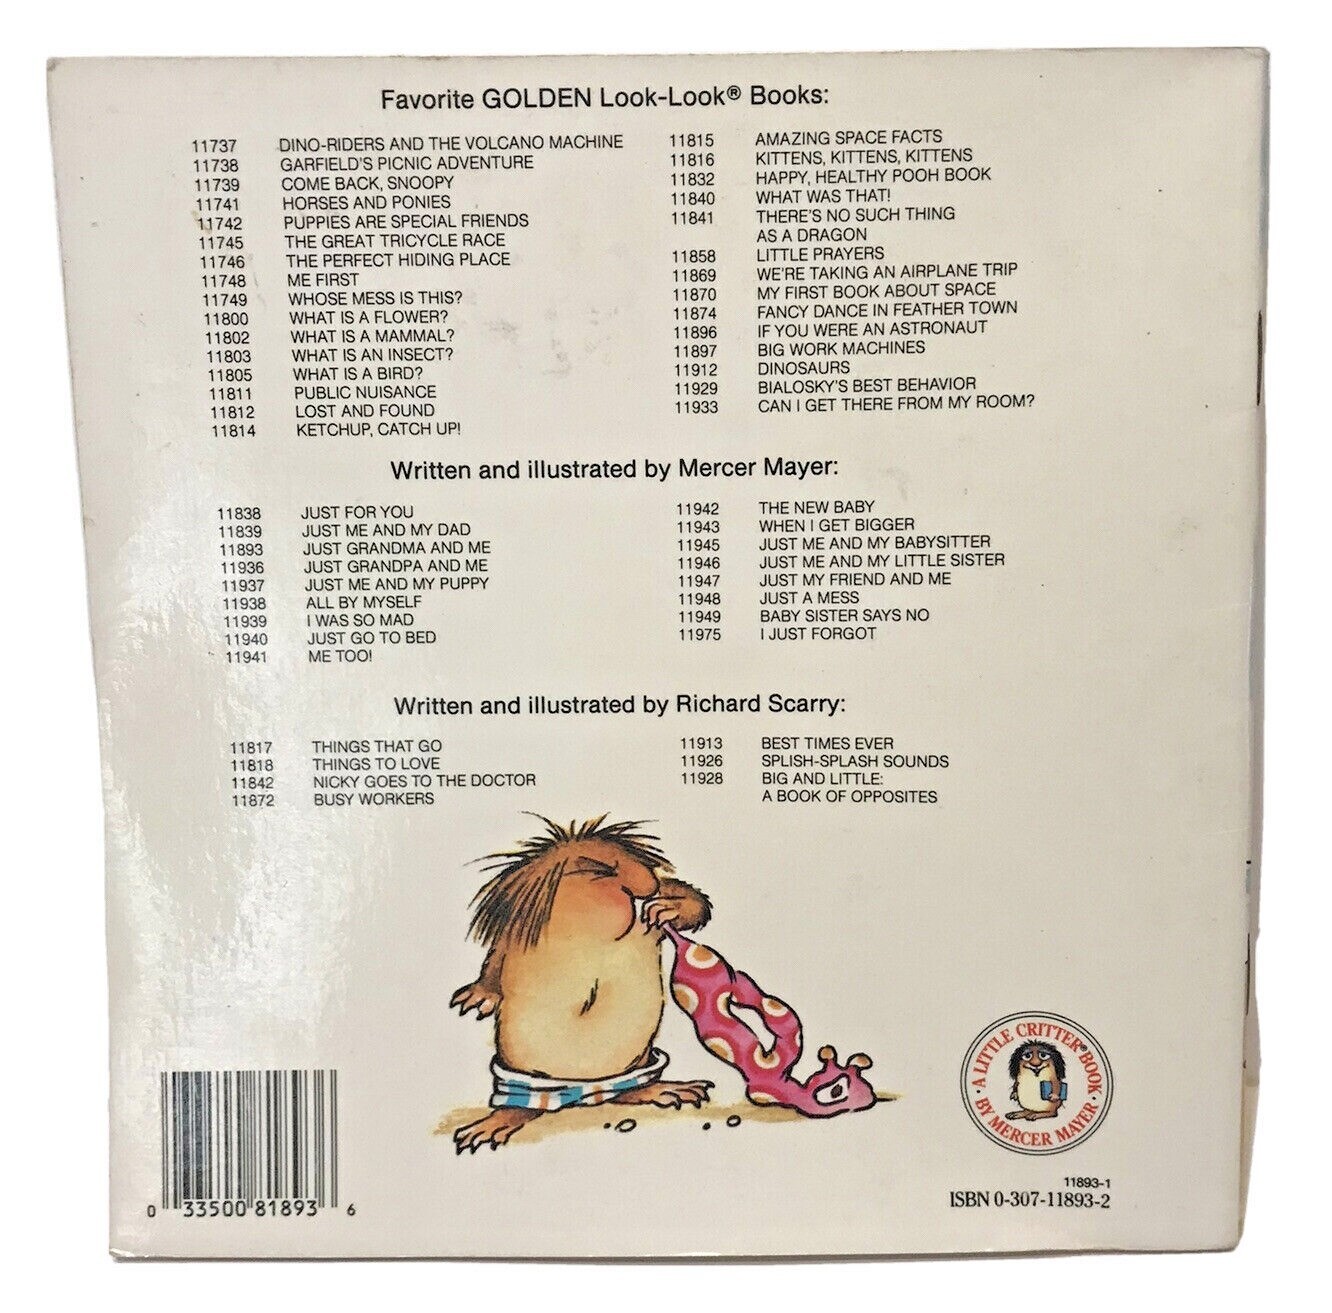 Favorite GOLDEN Look-Look® Books:
11737 DINO-RIDERS AND THE VOLCANO MACHINE
11738 GARFIELD'S PICNIC ADVENTURE
11739 COME BACK, SNOOPY
11741 HORSES AND PONIES
11742 PUPPIES ARE SPECIAL FRIENDS
11745 THE GREAT TRICYCLE RACE
11746 THE PERFECT HIDING PLACE
11748 ME FIRST
11749 WHOSE MESS IS THIS?
11800 WHAT IS A FLOWER?
11802 WHAT IS A MAMMAL?
11803 WHAT IS AN INSECT?
11805 WHAT IS A BIRD?
11811 PUBLIC NUISANCE
11812 LOST AND FOUND
11814 KETCHUP, CATCH UP!
11815 AMAZING SPACE FACTS
11816 KITTENS, KITTENS, KITTENS
11832 HAPPY, HEALTHY POOH BOOK
11840 WHAT WAS THAT!
11841 THERE'S NO SUCH THING
AS A DRAGON
11858 LITTLE PRAYERS
11869 WE'RE TAKING AN AIRPLANE TRIP
11870 MY FIRST BOOK ABOUT SPACE
11874 FANCY DANCE IN FEATHER TOWN
11896 IF YOU WERE AN ASTRONAUT
11897 BIG WORK MACHINES
11912 DINOSAURS
11929 BIALOSKY'S BEST BEHAVIOR
11933 CAN I GET THERE FROM MY ROOM?
Written and illustrated by Mercer Mayer:
11838 JUST FOR YOU
11839 JUST ME AND MY DAD
11893 JUST GRANDMA AND ME
11936 JUST GRANDPA AND ME
11937 JUST ME AND MY PUPPY
11938 ALL BY MYSELF
11939 I WAS SO MAD
11940 JUST GO TO BED
11941 ME TOO!
11942 THE NEW BABY
11943 WHEN I GET BIGGER
11945 JUST ME AND MY BABYSITTER
11946 JUST ME AND MY LITTLE SISTER
11947 JUST MY FRIEND AND ME
11948 JUST A MESS
11949 BABY SISTER SAYS NO
11975 I JUST FORGOT
Written and illustrated by Richard Scarry:
11817 THINGS THAT GO
11818 THINGS TO LOVE
11842 NICKY GOES TO THE DOCTOR
11872 BUSY WORKERS
11913 BEST TIMES EVER
11926 SPLISH-SPLASH SOUNDS
11928 BIG AND LITTLE:
A BOOK OF OPPOSITES
·A LITTLE CRITTER® BOOK·
BY MERCER MAYER
0 33500 81893 6
11893-1
ISBN 0-307-11893-2